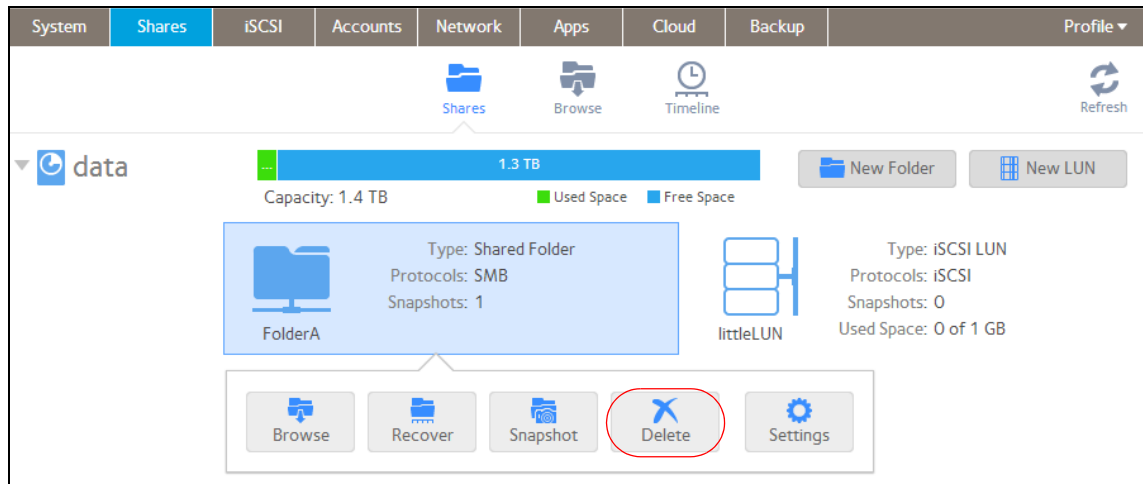 System Shares iSCSI Accounts Network Apps Cloud Backup Profile
Shares Browse Timeline Refresh
data
... 1.3 TB
New Folder New LUN
Capacity: 1.4 TB Used Space Free Space
Type: Shared Folder
Protocols: SMB
Snapshots: 1
FolderA
Type: iSCSI LUN
Protocols: iSCSI
Snapshots: 0
Used Space: 0 of 1 GB
littleLUN
Browse Recover Snapshot Delete Settings